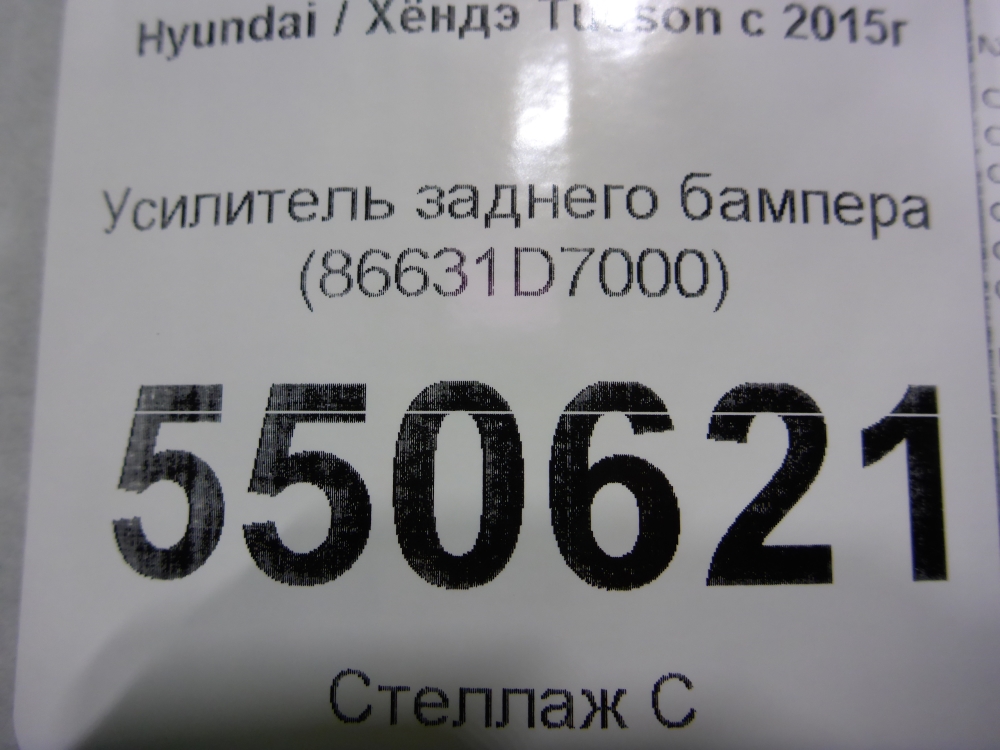 Hyundai / Хёндэ Tucson с 2015г
Усилитель заднего бампера
(86631D7000)
550621
Стеллаж С